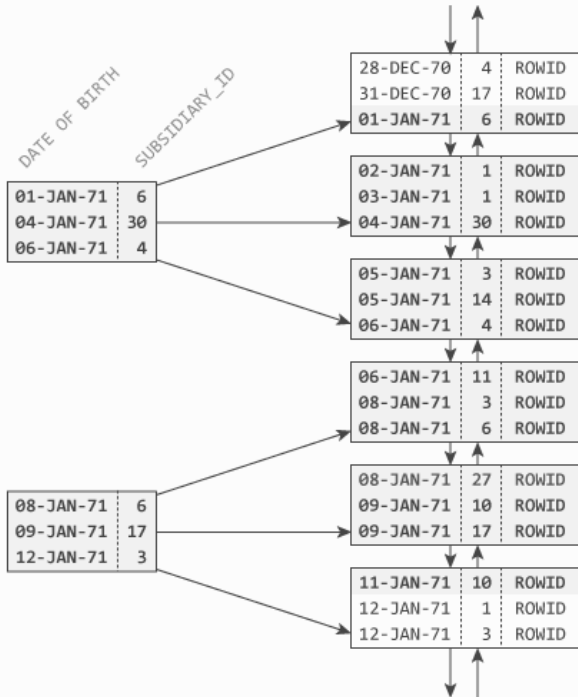 DATE OF BIRTH
SUBSIDIARY_ID
01-JAN-71 6
04-JAN-71 30
06-JAN-71 4
08-JAN-71 6
09-JAN-71 17
12-JAN-71 3
28-DEC-70 4 ROWID
31-DEC-70 17 ROWID
01-JAN-71 6 ROWID
02-JAN-71 1 ROWID
03-JAN-71 1 ROWID
04-JAN-71 30 ROWID
05-JAN-71 3 ROWID
05-JAN-71 14 ROWID
06-JAN-71 4 ROWID
06-JAN-71 11 ROWID
08-JAN-71 3 ROWID
08-JAN-71 6 ROWID
08-JAN-71 27 ROWID
09-JAN-71 10 ROWID
09-JAN-71 17 ROWID
11-JAN-71 10 ROWID
12-JAN-71 1 ROWID
12-JAN-71 3 ROWID